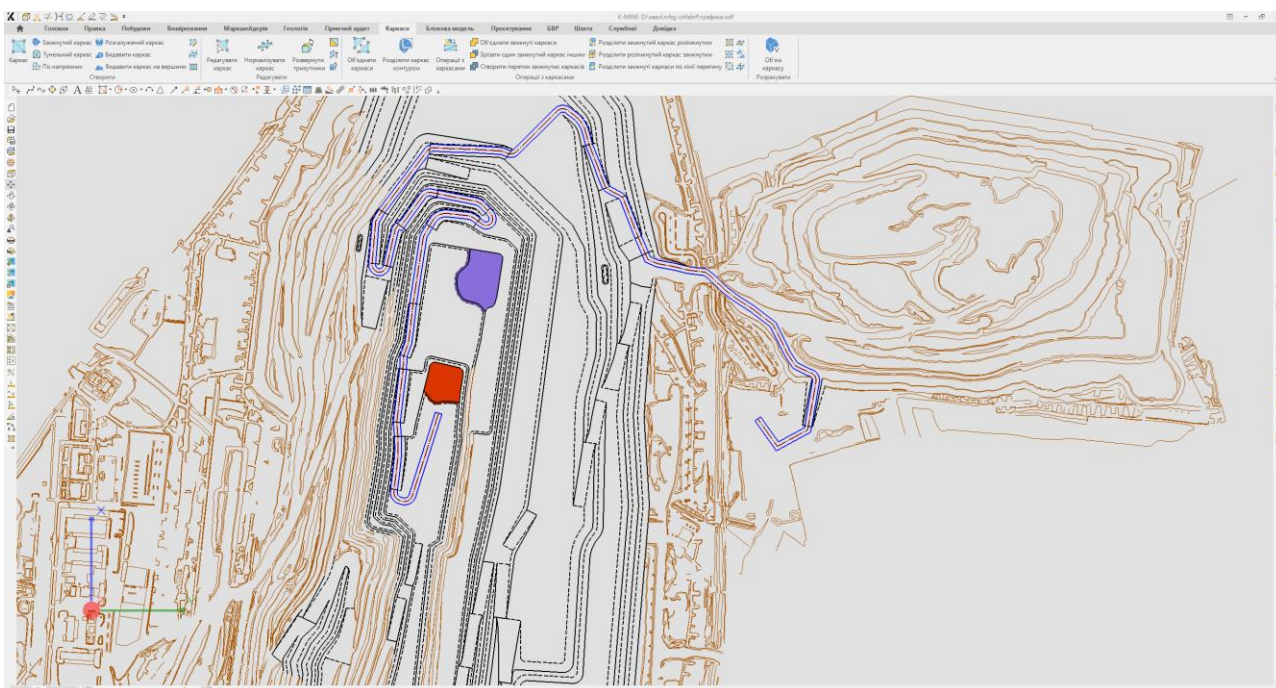 K-MINE: D:\
Головна Правка Побудови Вимірювання Маркшейдерія Геологія Гірничий аудит Каркаси Блокова модель Проєктування БВР Шахта Службові Довідка
Замкнутий каркас Розгалужений каркас
Об'єднати замкнуті каркаси Розділити замкнутий каркас розімкнутим
Тунельний каркас Видавити каркас
Зрізати один замкнутий каркас іншим Розділити розімкнутий каркас замкнутим
По напрямних Видавити каркас на вершини
Створити перетин замкнутих каркасів Розділити замкнуті каркаси по лінії перетину
Каркас
Редагувати каркас Нормалізувати каркас Розвернути трикутники
Об'єднати каркаси Розділити каркас контуром Операції з каркасами
Об'єм каркасу
Створити Редагувати Операції з каркасами Розрахувати
X
Y